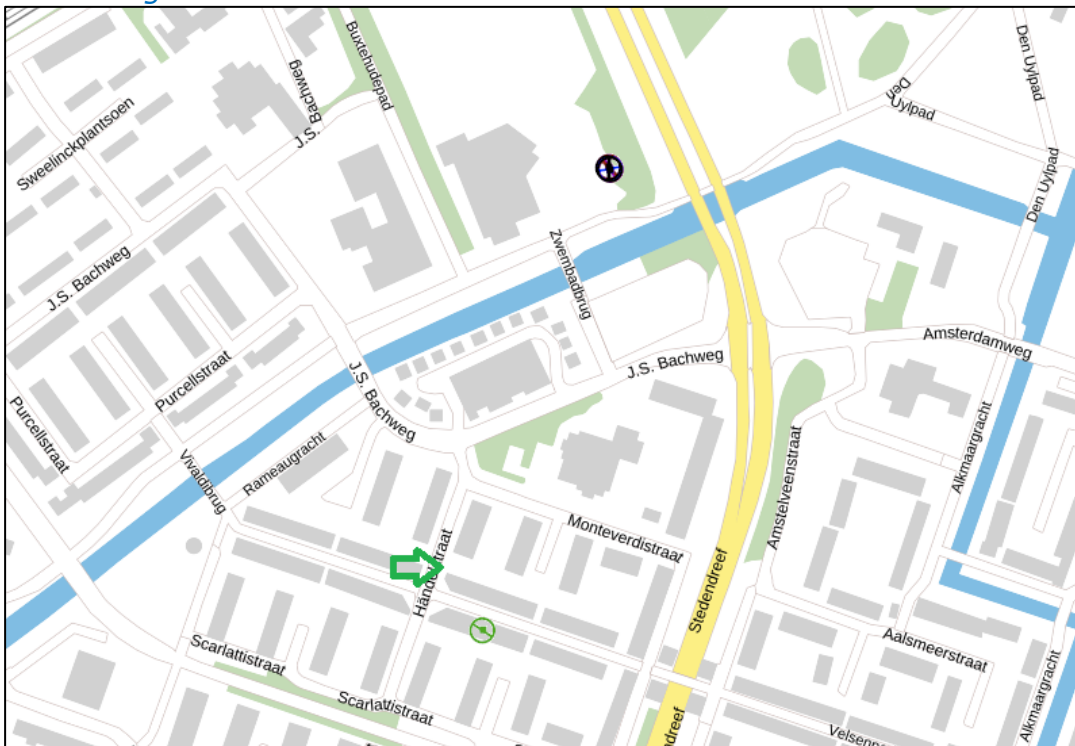 Buxtehudepad
Den Uylpad
Den
Uylpad
J.S. Bachweg
Sweelinckplantsoen
Den Uylpad
Zwembadbrug
J.S. Bachweg
Amsterdamweg
J.S. Bachweg
Purcellstraat
J.S. Bachweg
Purcellstraat
Alkmaargracht
Amstelveenstraat
Rameaugracht
Vivaldibrug
Monteverdistraat
Stedendreef
Aalsmeerstraat
Scarlattistraat
Alkmaargracht
Scarlattistraat